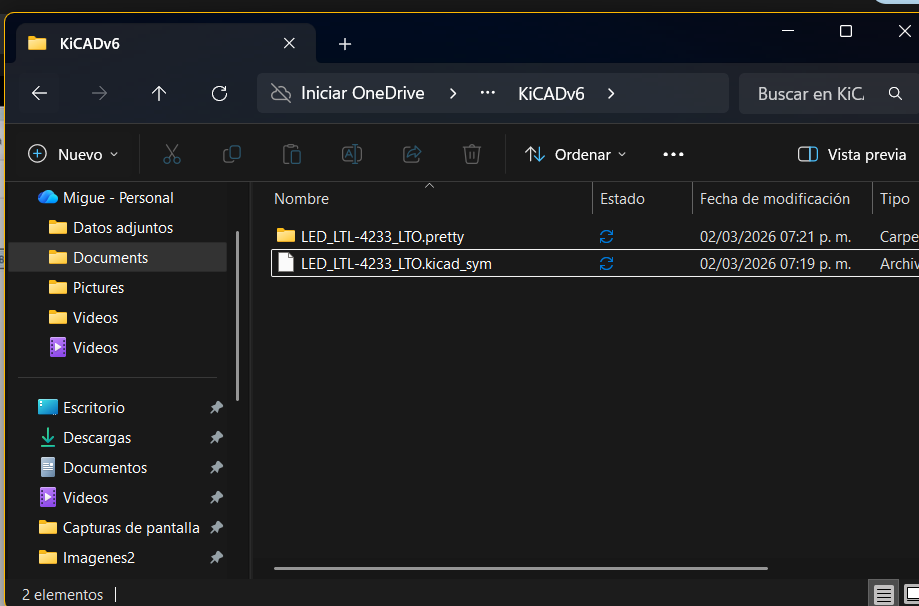 KiCADv6
Iniciar OneDrive > ... KiCADv6 >
Buscar en KiC
Nuevo
Ordenar
Vista previa
Migue - Personal
Datos adjuntos
Documents
Pictures
Videos
Videos
Escritorio
Descargas
Documentos
Videos
Capturas de pantalla
Imagenes2
Nombre Estado Fecha de modificación Tipo
LED_LTL-4233_LTO.pretty 02/03/2026 07:21 p. m. Carpe
LED_LTL-4233_LTO.kicad_sym 02/03/2026 07:19 p. m. Archiv
2 elementos